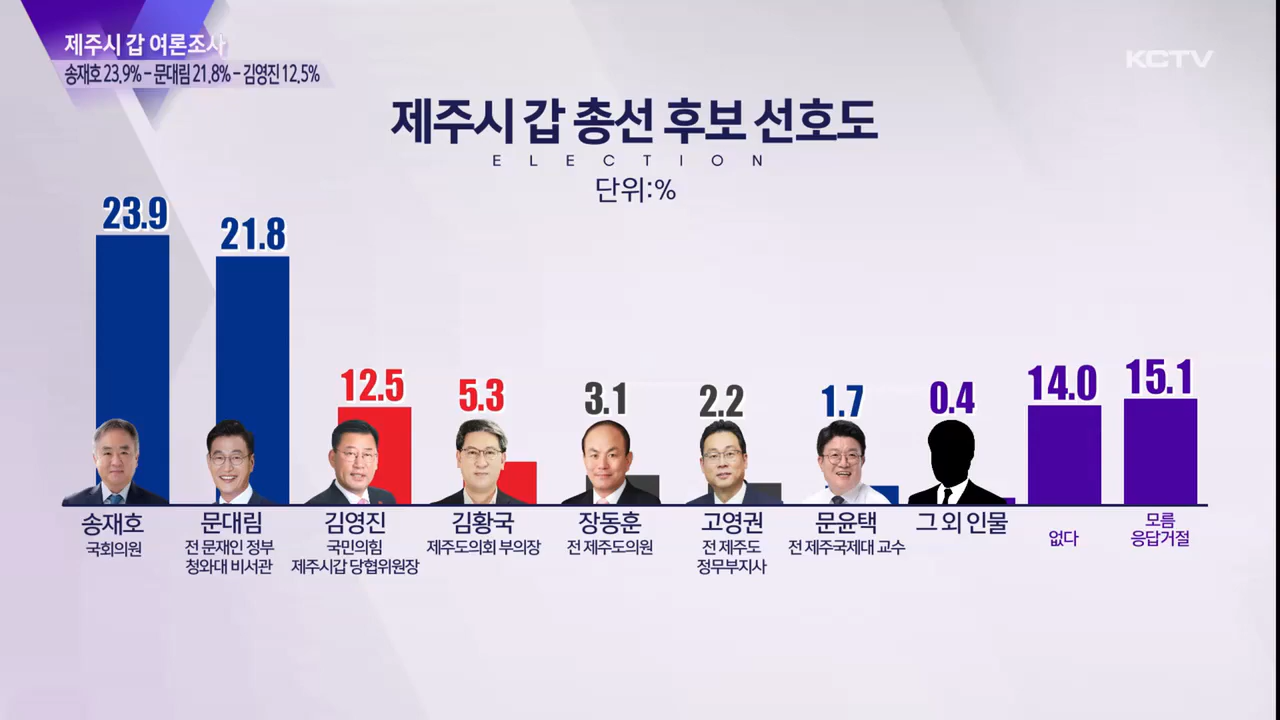 제주시 갑 여론조사
송재호 23.9% - 문대림 21.8% - 김영진 12.5%
KCTV
제주시 갑 총선 후보 선호도
ELECTION
단위:%
23.9
21.8
12.5
5.3
3.1
2.2
1.7
0.4
14.0
15.1
송재호
국회의원
문대림
전 문재인 정부
청와대 비서관
김영진
국민의힘
제주시갑 당협위원장
김황국
제주도의회 부의장
장동훈
전 제주도의원
고영권
전 제주도
정무부지사
문윤택
전 제주국제대 교수
그 외 인물
없다
모름
응답거절